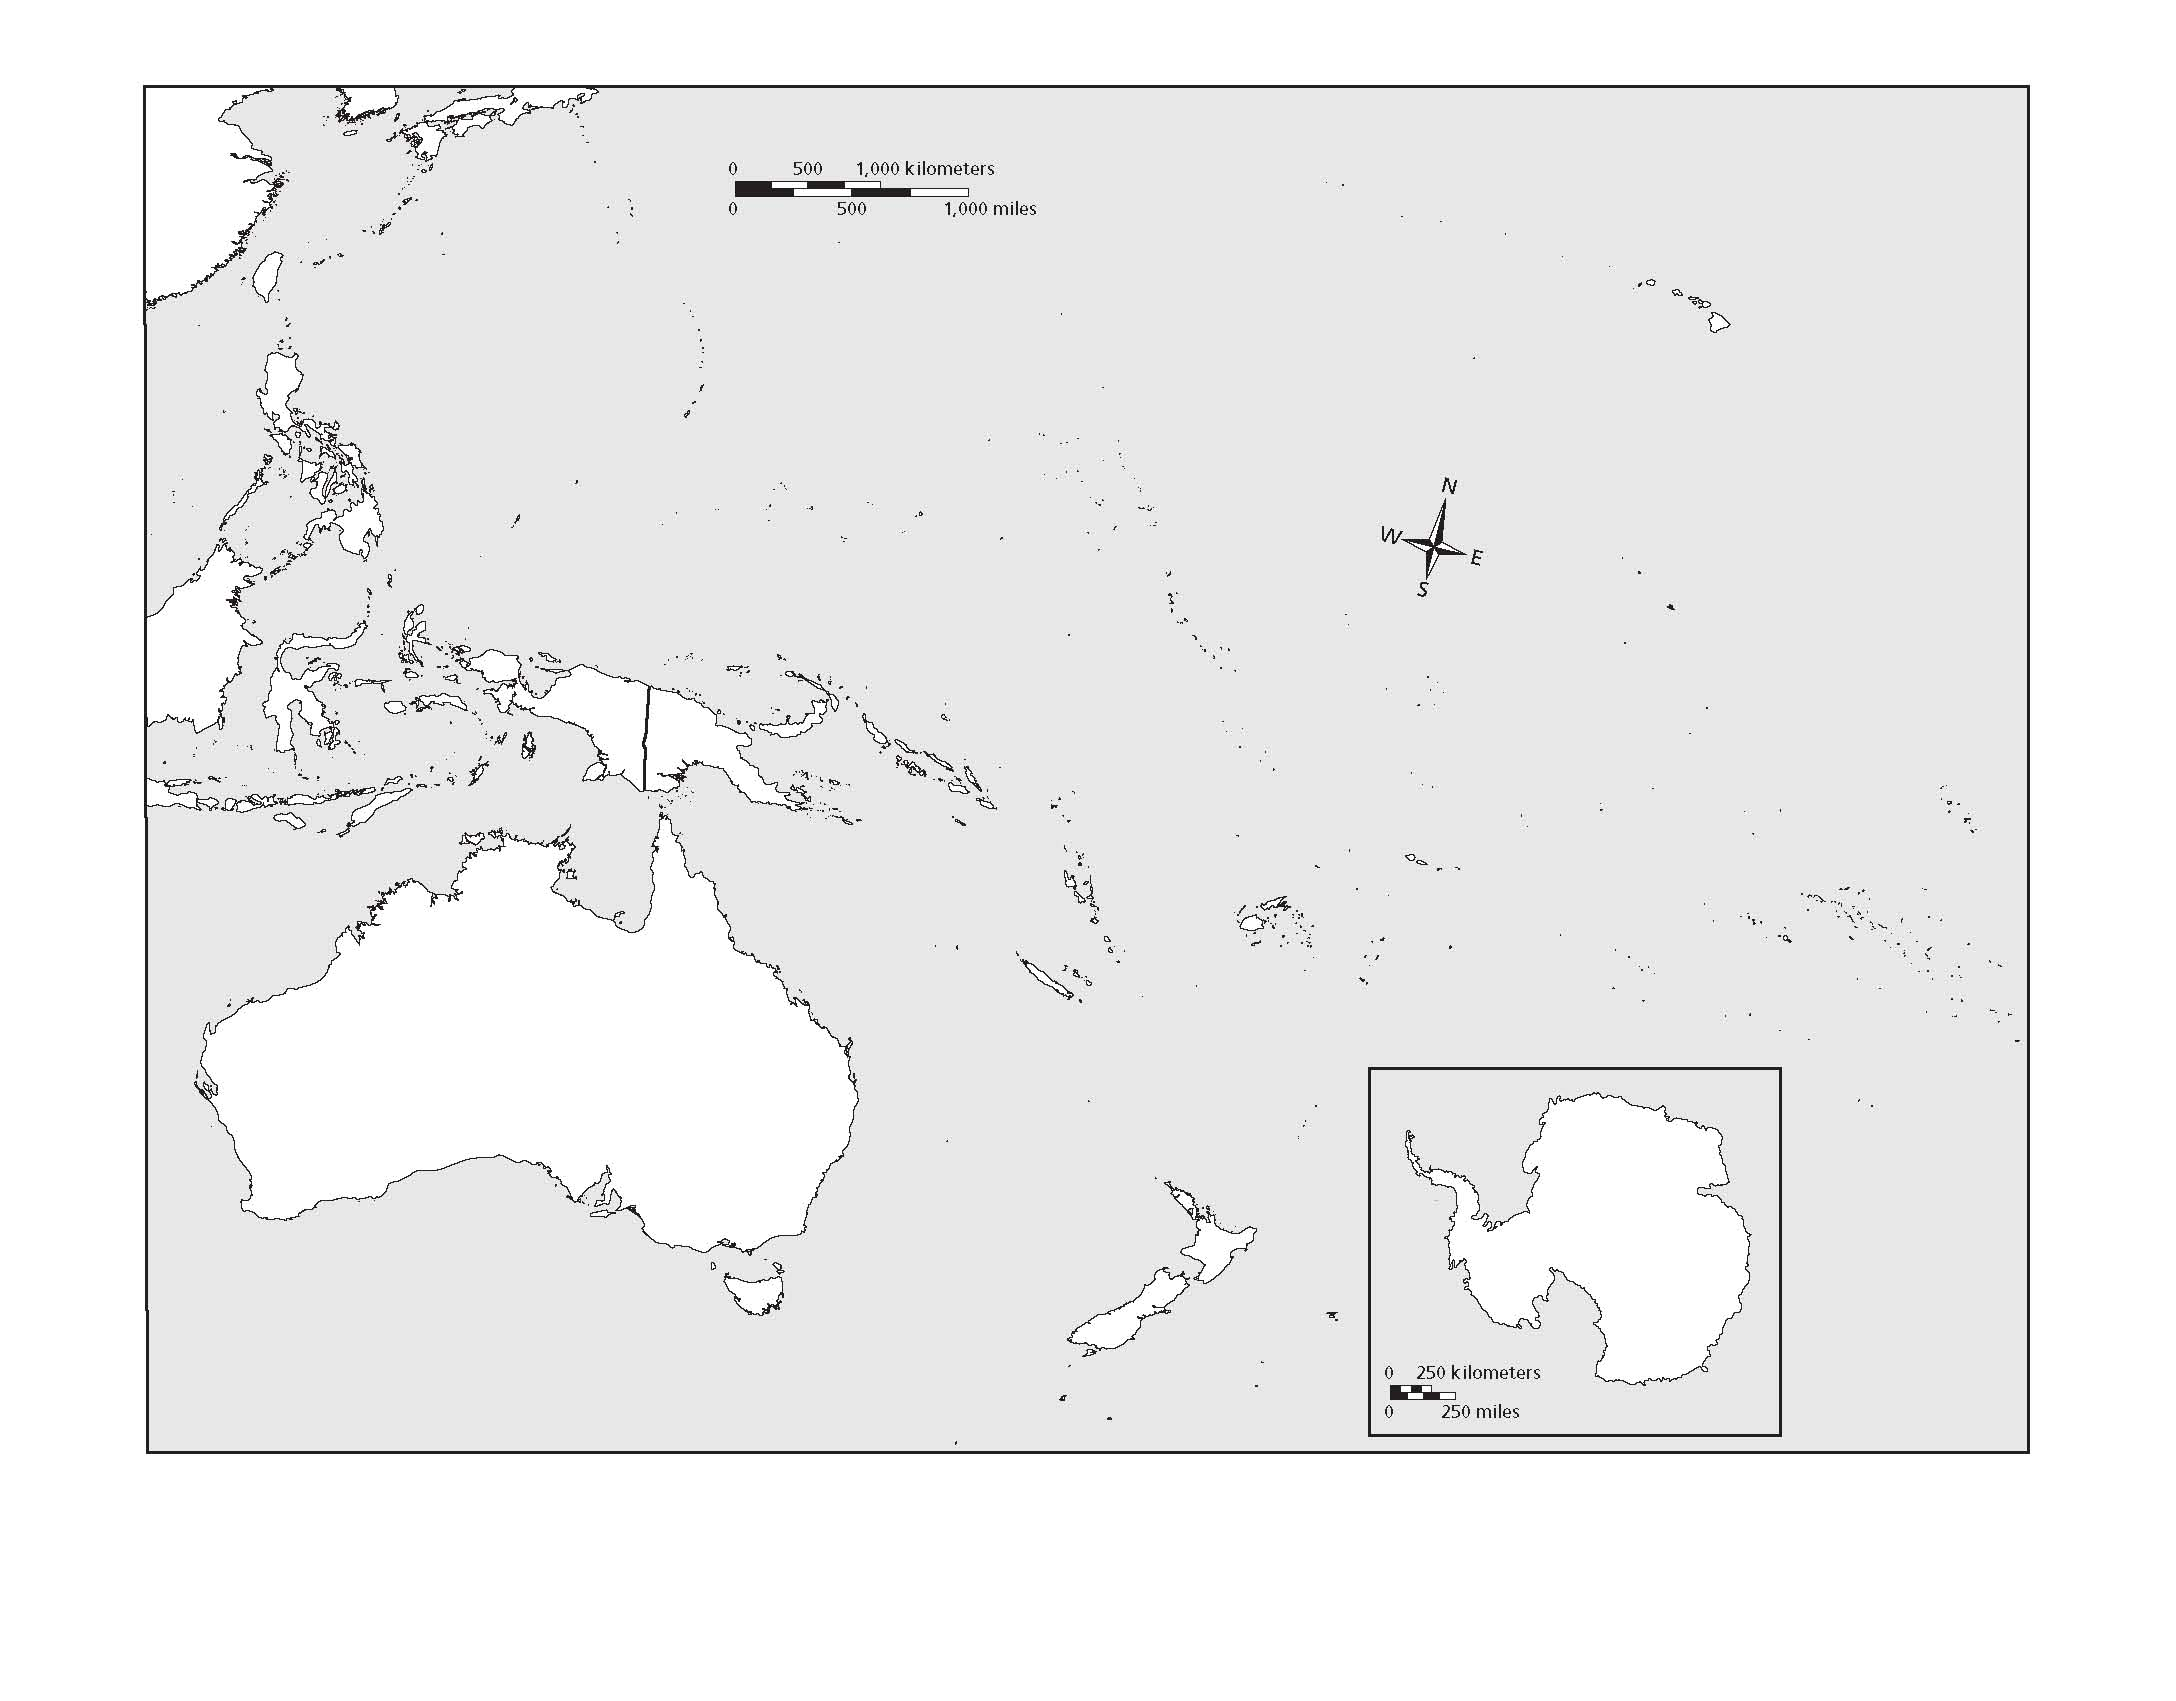 0 500 1,000 kilometers
0 500 1,000 miles
N
W
E
S
0 250 kilometers
0 250 miles